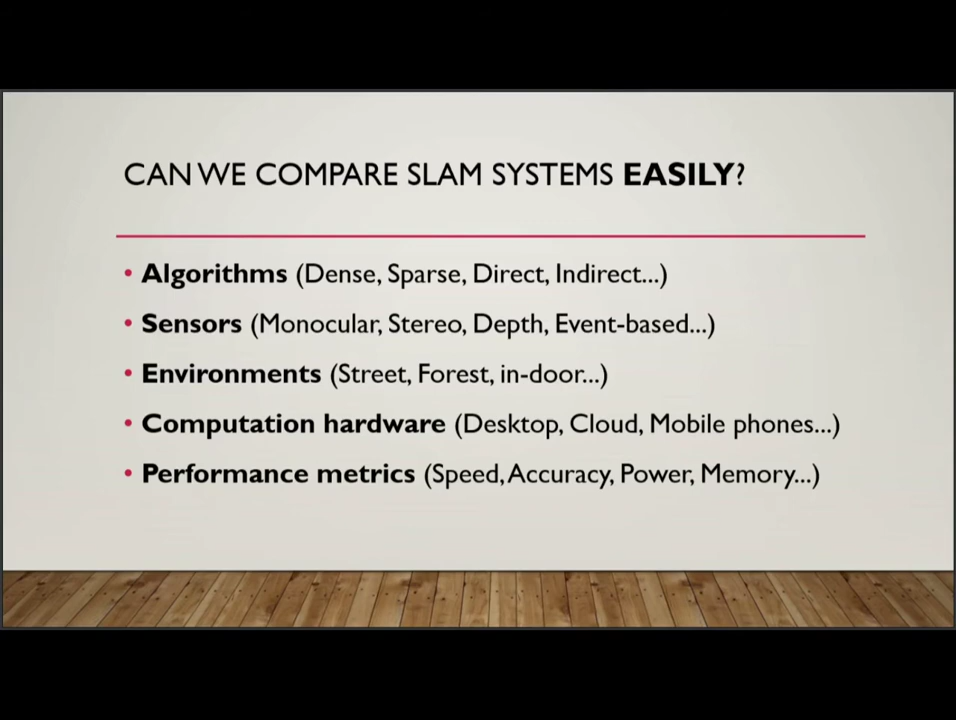 CAN WE COMPARE SLAM SYSTEMS EASILY?
• Algorithms (Dense, Sparse, Direct, Indirect...)
• Sensors (Monocular, Stereo, Depth, Event-based...)
• Environments (Street, Forest, in-door...)
• Computation hardware (Desktop, Cloud, Mobile phones...)
• Performance metrics (Speed, Accuracy, Power, Memory...)